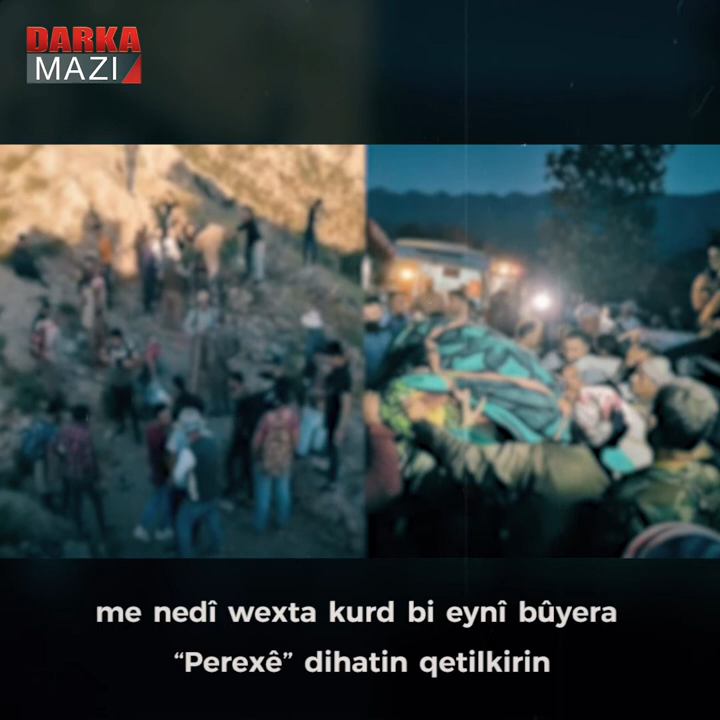 DARKA
MAZI
me nedî wexta kurd bi eynî bûyera
“Perexê” dihatin qetilkirin